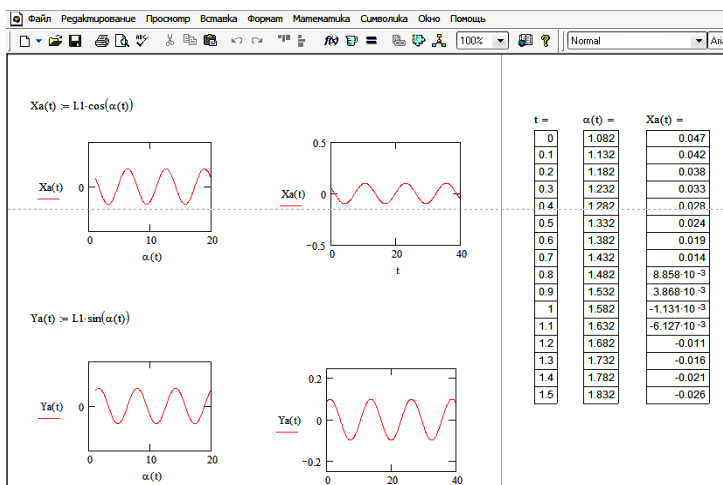 Файл Редактирование Просмотр Вставка Формат Математика Символика Окно Помощь
100% Normal Ari
Xa(t) := L1·cos(α(t))
Xa(t)
0
0 10 20
α(t)
Xa(t)
0.5
0
−0.5
0 20 40
t
Ya(t) := L1·sin(α(t))
Ya(t)
0
0 10 20
α(t)
Ya(t)
0.2
0
−0.2
0 20 40
t = α(t) = Xa(t) =
0 1.082 0.047
0.1 1.132 0.042
0.2 1.182 0.038
0.3 1.232 0.033
0.4 1.282 0.028
0.5 1.332 0.024
0.6 1.382 0.019
0.7 1.432 0.014
0.8 1.482 8.858·10 -3
0.9 1.532 3.868·10 -3
1 1.582 -1.131·10 -3
1.1 1.632 -6.127·10 -3
1.2 1.682 -0.011
1.3 1.732 -0.016
1.4 1.782 -0.021
1.5 1.832 -0.026